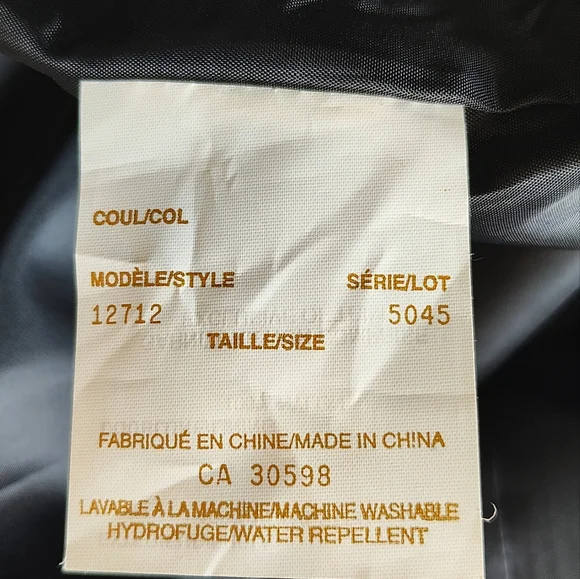 COUL/COL
MODÈLE/STYLE SÉRIE/LOT
12712 5045
TAILLE/SIZE
FABRIQUÉ EN CHINE/MADE IN CHINA
CA 30598
LAVABLE À LA MACHINE/MACHINE WASHABLE
HYDROFUGE/WATER REPELLENT